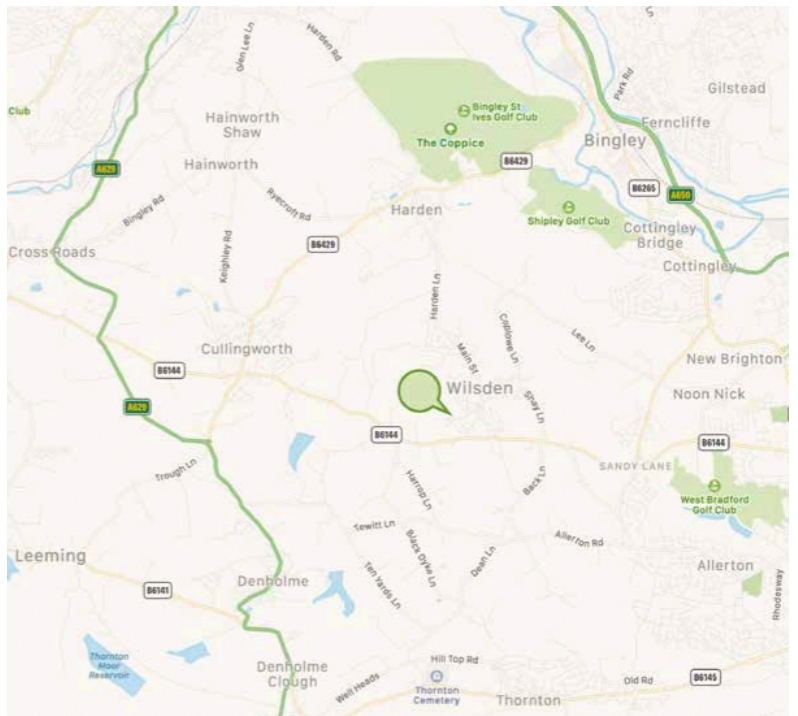 Glen Lee Ln
Harden Rd
Ln
Park Rd
Gilstead
Club
Bingley St
Ives Golf Club
Hainworth
Shaw
Ferncliffe
The Coppice
Bingley
A629
Hainworth
B6429
B6265
A650
Ryecroft Rd
Bingley Rd
Harden
Shipley Golf Club
Cottingley
Bridge
Cross Roads
Keighley Rd
B6429
Cottingley
Harden Ln
Coplowe Ln
Lee Ln
Cullingworth
Main St
New Brighton
B6144
Wilsden
Noon Nick
A629
Shay Ln
B6144
B6144
Trough Ln
Harrop Ln
Back Ln
SANDY LANE
West Bradford
Golf Club
Tewitt Ln
Black Dyke Ln
Allerton Rd
Leeming
Dean Ln
Allerton
Denholme
Ten Yards Ln
B6141
Rhodesway
Thornton
Moor
Reservoir
Denholme
Clough
Hill Top Rd
Well Heads
Old Rd
B6145
Thornton
Cemetery
Thornton